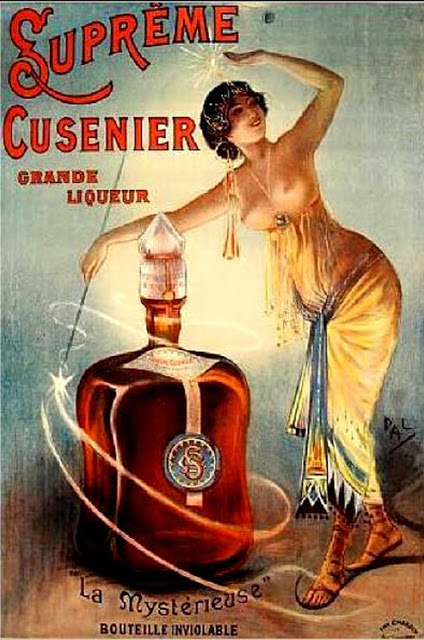 SUPRÊME
CUSENIER
GRANDE
LIQUEUR
PAL
"La Mystérieuse"
BOUTEILLE INVIOLABLE